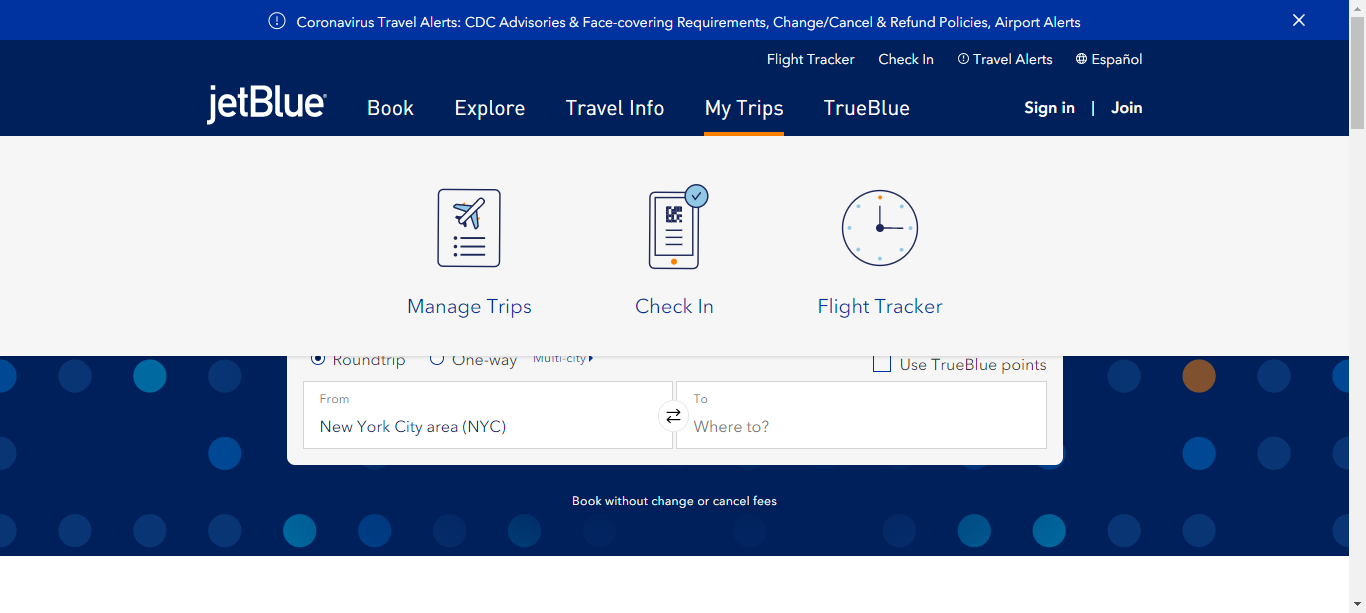 Coronavirus Travel Alerts: CDC Advisories & Face-covering Requirements, Change/Cancel & Refund Policies, Airport Alerts
Flight Tracker Check In Travel Alerts Español
jetBlue Book Explore Travel Info My Trips TrueBlue Sign in | Join
Manage Trips Check In Flight Tracker
Roundtrip One-way Multi-city Use TrueBlue points
From To
New York City area (NYC) Where to?
Book without change or cancel fees